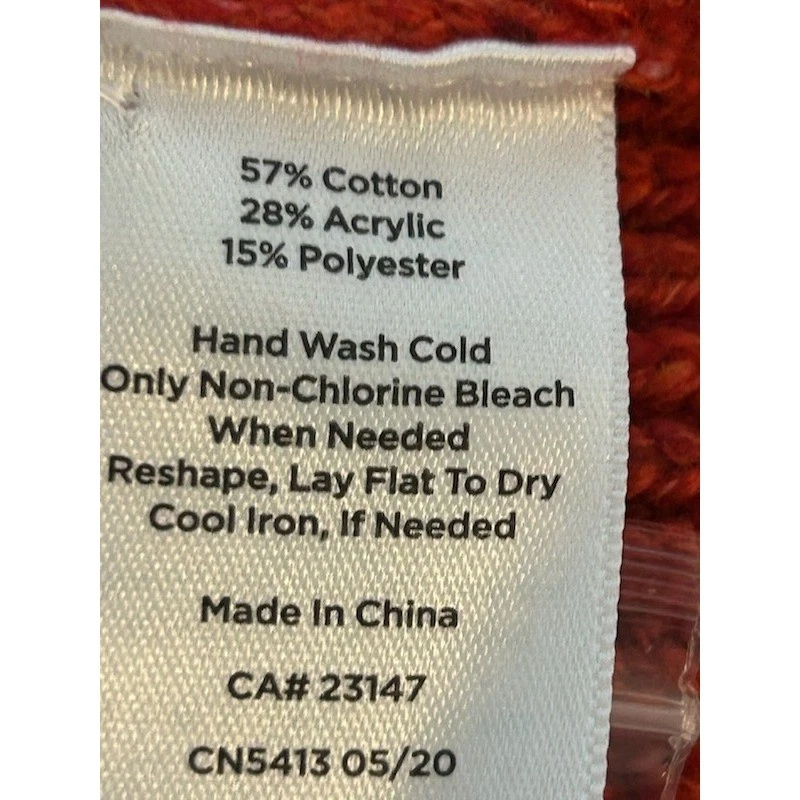 57% Cotton
28% Acrylic
15% Polyester
Hand Wash Cold
Only Non-Chlorine Bleach
When Needed
Reshape, Lay Flat To Dry
Cool Iron, If Needed
Made In China
CA# 23147
CN5413 05/20